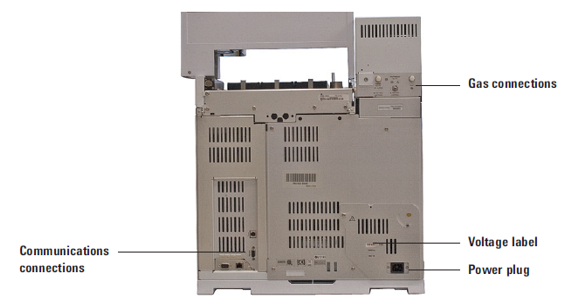 Gas connections
Communications
connections
Voltage label
Power plug